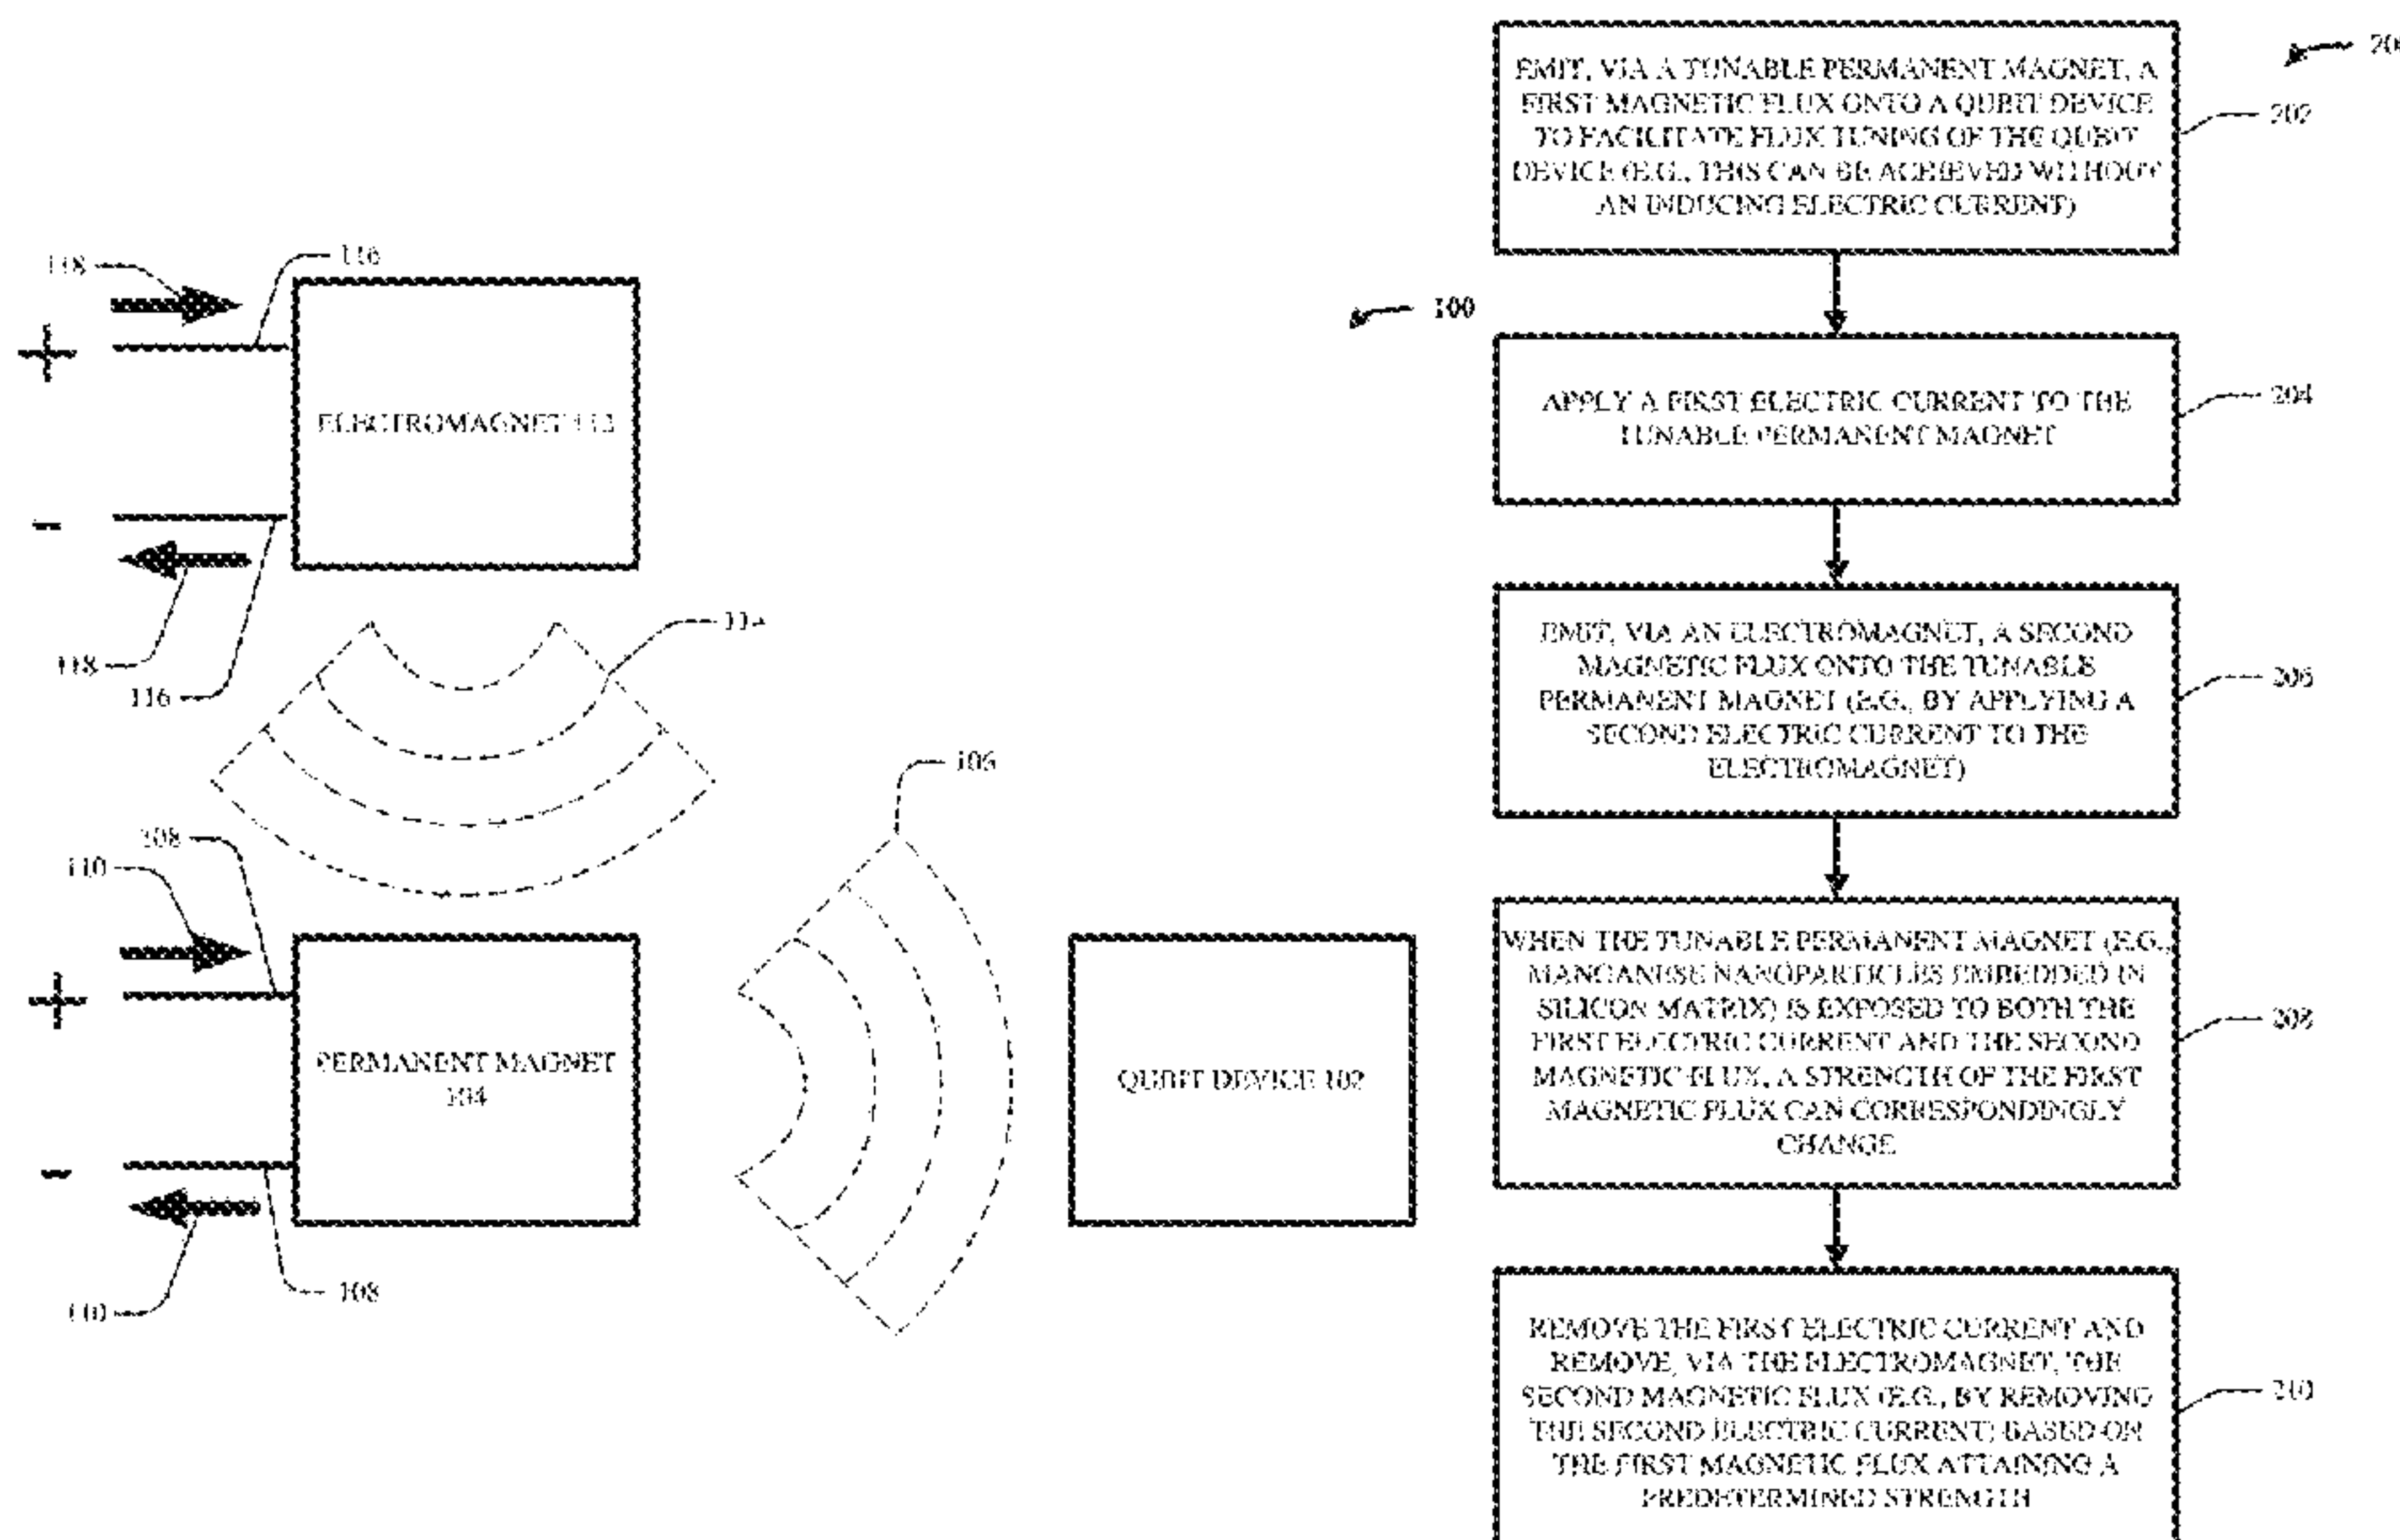 118
116
+
ELECTROMAGNET 112
-
118
116
114
100
108
110
+
PERMANENT MAGNET
104
-
110
108
106
QUBIT DEVICE 102
EMIT, VIA A TUNABLE PERMANENT MAGNET, A
FIRST MAGNETIC FLUX ONTO A QUBIT DEVICE
TO FACILITATE FLUX TUNING OF THE QUBIT
DEVICE (E.G., THIS CAN BE ACHIEVED WITHOUT
AN INDUCING ELECTRIC CURRENT)
202
APPLY A FIRST ELECTRIC CURRENT TO THE
TUNABLE PERMANENT MAGNET
204
EMIT, VIA AN ELECTROMAGNET, A SECOND
MAGNETIC FLUX ONTO THE TUNABLE
PERMANENT MAGNET (E.G., BY APPLYING A
SECOND ELECTRIC CURRENT TO THE
ELECTROMAGNET)
206
WHEN THE TUNABLE PERMANENT MAGNET (E.G.,
MANGANESE NANOPARTICLES EMBEDDED IN
SILICON MATRIX) IS EXPOSED TO BOTH THE
FIRST ELECTRIC CURRENT AND THE SECOND
MAGNETIC FLUX, A STRENGTH OF THE FIRST
MAGNETIC FLUX CAN CORRESPONDINGLY
CHANGE
208
REMOVE THE FIRST ELECTRIC CURRENT AND
REMOVE, VIA THE ELECTROMAGNET, THE
SECOND MAGNETIC FLUX (E.G., BY REMOVING
THE SECOND ELECTRIC CURRENT) BASED ON
THE FIRST MAGNETIC FLUX ATTAINING A
PREDETERMINED STRENGTH
210